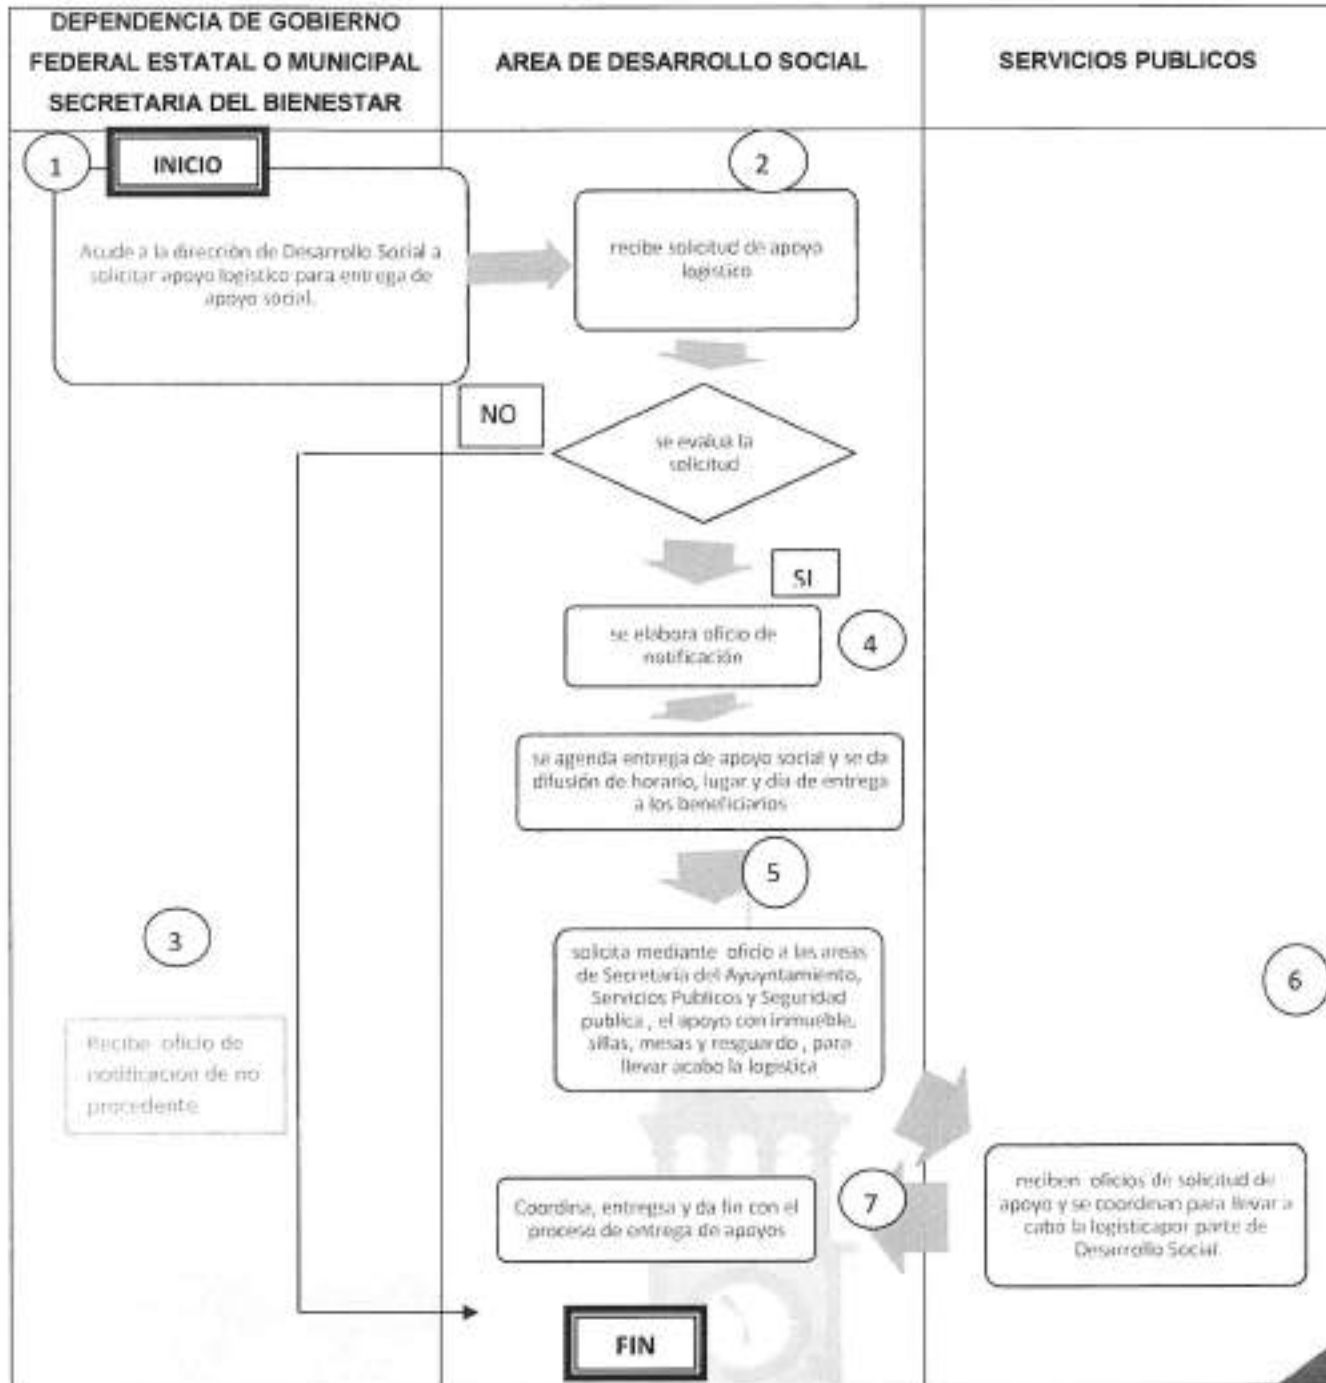 DEPENDENCIA DE GOBIERNO
FEDERAL ESTATAL O MUNICIPAL
SECRETARIA DEL BIENESTAR
AREA DE DESARROLLO SOCIAL
SERVICIOS PUBLICOS
1
INICIO
Acude a la dirección de Desarrollo Social a
solicitar apoyo logístico para entrega de
apoyo social.
2
recibe solicitud de apoyo
logistico
NO
se evalua la
solicitud
SI
se elabora oficio de
notificación
4
se agenda entrega de apoyo social y se da
difusión de horario, lugar y día de entrega
a los beneficiarios
5
3
solicita mediante oficio a las areas
de Secretaria del Ayuyntamiento,
Servicios Publicos y Seguridad
publica , el apoyo con inmueble,
sillas, mesas y resguardo , para
llevar acabo la logistica
6
Recibe oficio de
notificacion de no
procedente
Coordina, entregsa y da fin con el
proceso de entrega de apoyos
7
reciben oficios de solicitud de
apoyo y se coordinan para llevar a
cabo la logisticapor parte de
Desarrollo Social.
FIN